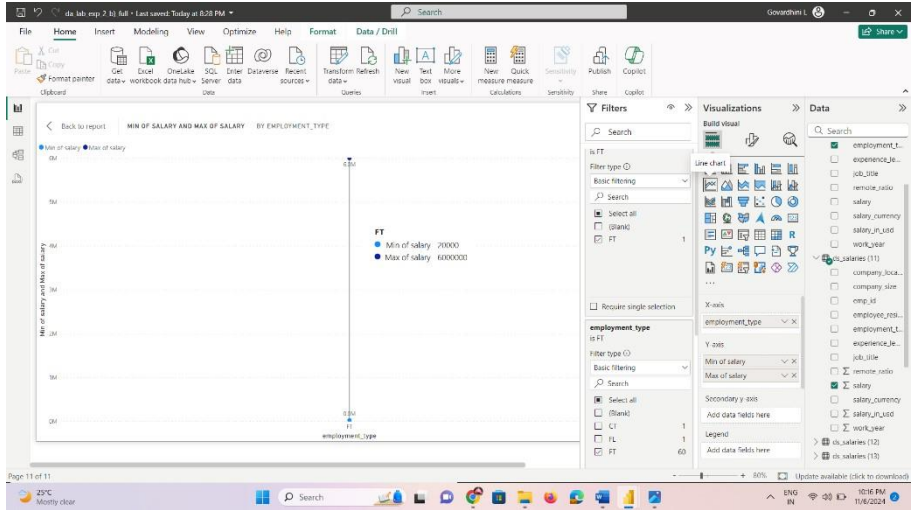 da_lab_exp 2_b) full • Last saved: Today at 8:28 PM
Search
Govardhini L
File Home Insert Modeling View Optimize Help Format Data / Drill
Share
Paste
Cut
Copy
Format painter
Get data
Excel workbook
OneLake data hub
SQL Server
Enter data
Dataverse
Recent sources
Transform data
Refresh
New visual
Text box
More visuals
New measure
Quick measure
Sensitivity
Publish
Copilot
Clipboard Data Queries Insert Calculations Sensitivity Share Copilot
Back to report MIN OF SALARY AND MAX OF SALARY BY EMPLOYMENT_TYPE
Min of salary Max of salary
6M
6.0M
4M
FT
Min of salary 20000
Max of salary 6000000
Min of salary and Max of salary
0M
0.0M
FT
employment_type
Filters
Search
is FT
Filter type
Basic filtering
Search
Select all
(Blank)
FT 1
Require single selection
employment_type
is FT
Filter type
Basic filtering
Search
Select all
(Blank)
CT 1
FL 1
FT 60
Visualizations
Build visual
Line chart
X-axis
employment_type
Y-axis
Min of salary
Max of salary
Secondary y-axis
Add data fields here
Legend
Add data fields here
Data
Search
employment_t...
experience_le...
job_title
remote_ratio
salary
salary_currency
salary_in_usd
work_year
ds_salaries (11)
company_loca...
company_size
emp_id
employee_resi...
employment_t...
experience_le...
job_title
remote_ratio
salary
salary_currency
salary_in_usd
work_year
ds_salaries (12)
ds_salaries (13)
Page 11 of 11
80%
Update available (click to download)
25°C
Mostly clear
Search
ENG
IN
10:16 PM
11/6/2024